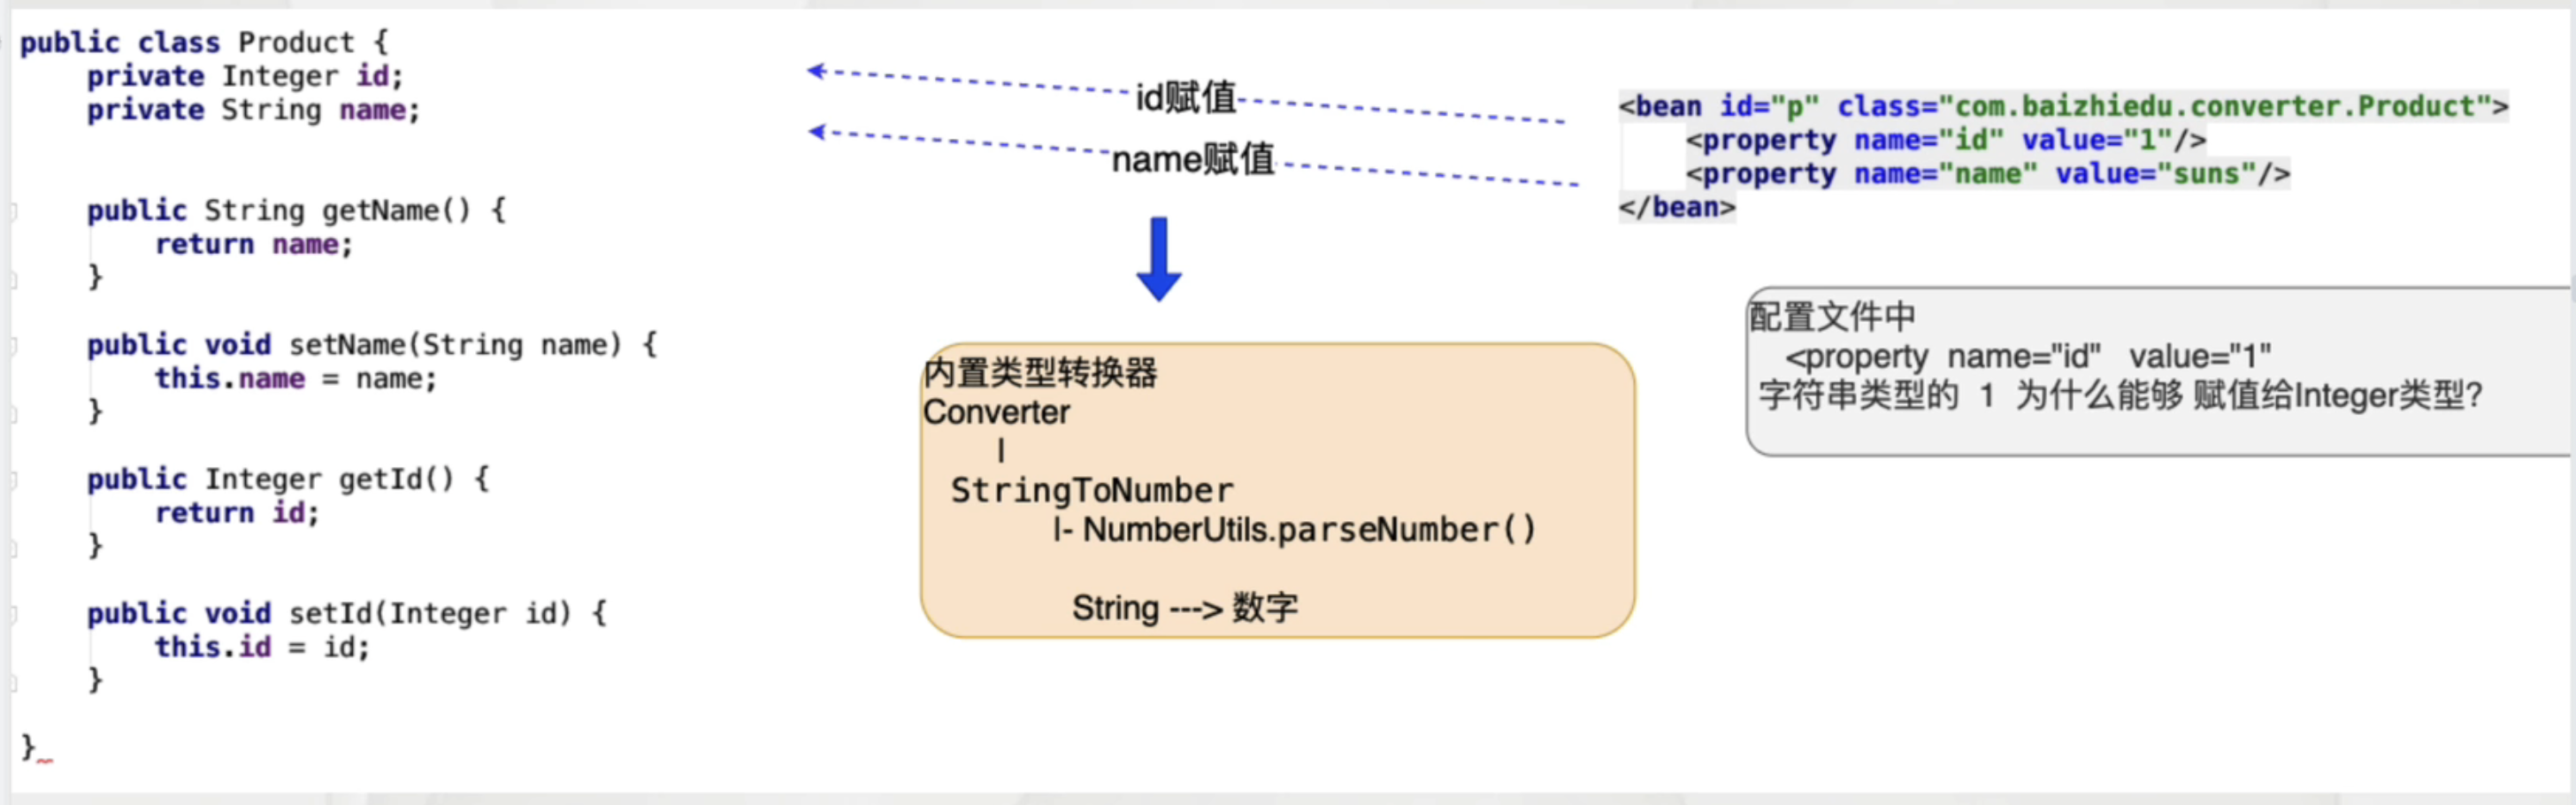 public class Product {
private Integer id;
private String name;
public String getName() {
return name;
}
public void setName(String name) {
this.name = name;
}
public Integer getId() {
return id;
}
public void setId(Integer id) {
this.id = id;
}
}
id赋值
name赋值
内置类型转换器
Converter
|
StringToNumber
|- NumberUtils.parseNumber()
String ---> 数字
<bean id="p" class="com.baizhiedu.converter.Product">
<property name="id" value="1"/>
<property name="name" value="suns"/>
</bean>
配置文件中
<property name="id" value="1"
字符串类型的 1 为什么能够 赋值给Integer类型?